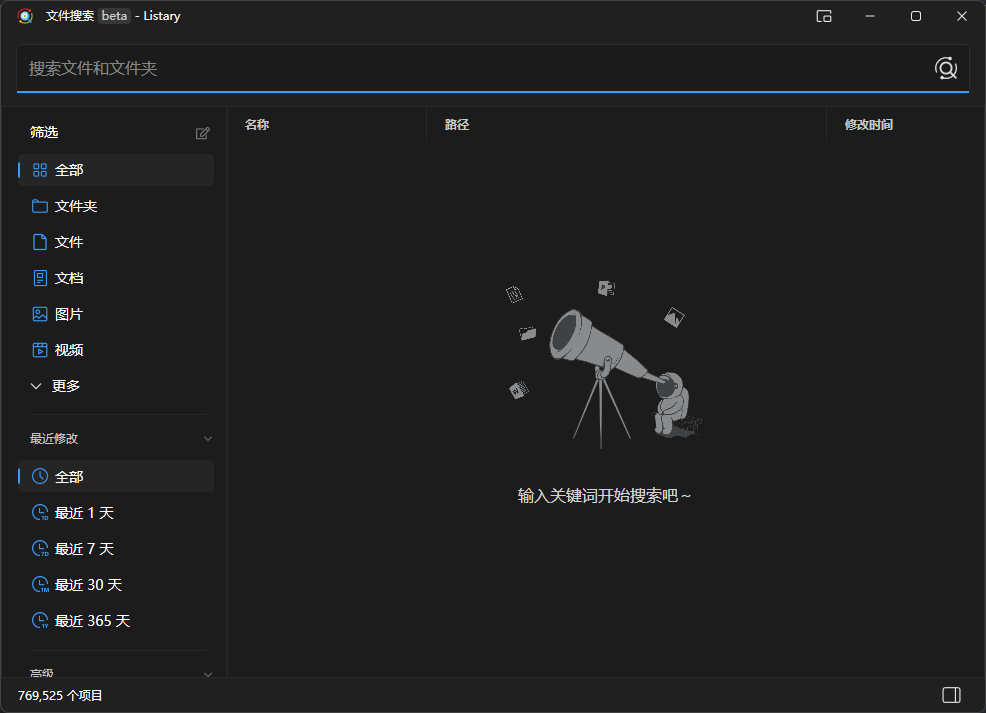 文件搜索 beta - Listary
搜索文件和文件夹
筛选
名称
路径
修改时间
全部
文件夹
文件
文档
图片
视频
更多
最近修改
全部
最近 1 天
最近 7 天
最近 30 天
最近 365 天
高级
输入关键词开始搜索吧～
769,525 个项目